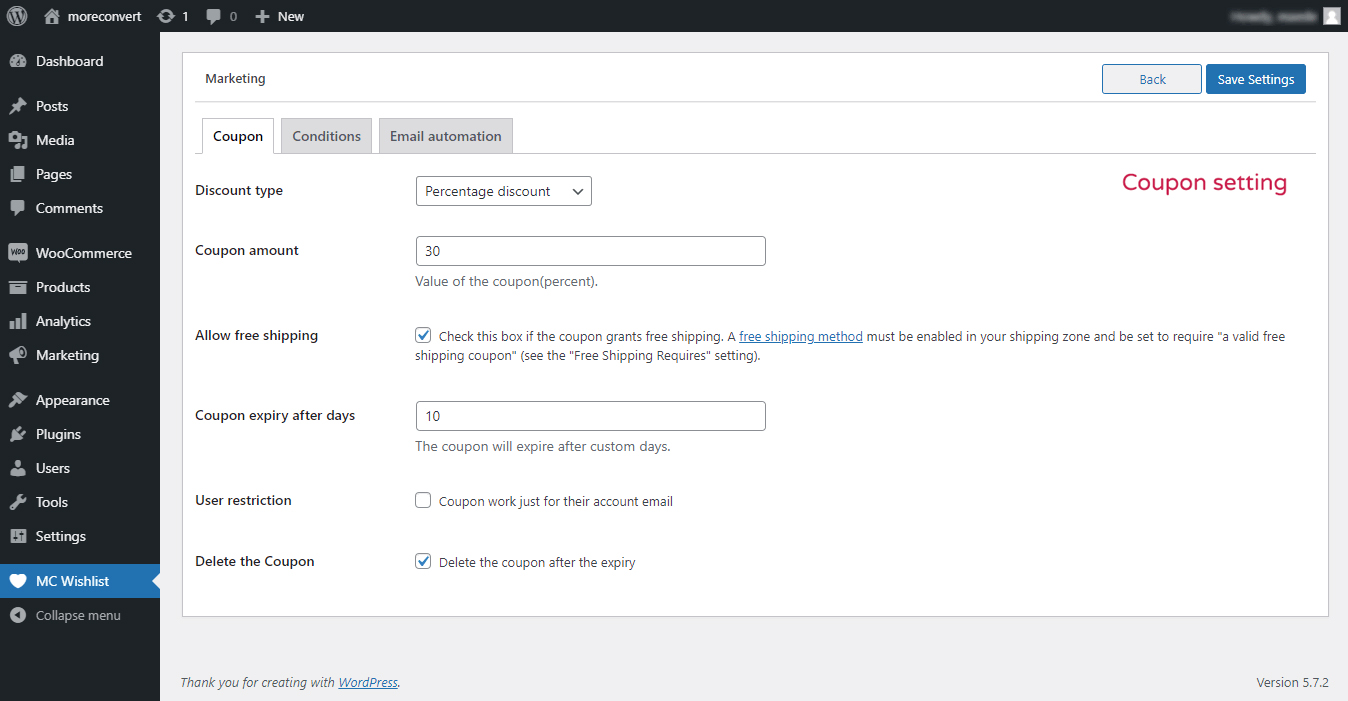 moreconvert 1 0 New
Dashboard
Posts
Media
Pages
Comments
WooCommerce
Products
Analytics
Marketing
Appearance
Plugins
Users
Tools
Settings
MC Wishlist
Collapse menu
Marketing
Back
Save Settings
Coupon
Conditions
Email automation
Coupon setting
Discount type
Percentage discount
Coupon amount
30
Value of the coupon(percent).
Allow free shipping
Check this box if the coupon grants free shipping. A free shipping method must be enabled in your shipping zone and be set to require "a valid free
shipping coupon" (see the "Free Shipping Requires" setting).
Coupon expiry after days
10
The coupon will expire after custom days.
User restriction
Coupon work just for their account email
Delete the Coupon
Delete the coupon after the expiry
Thank you for creating with WordPress.
Version 5.7.2